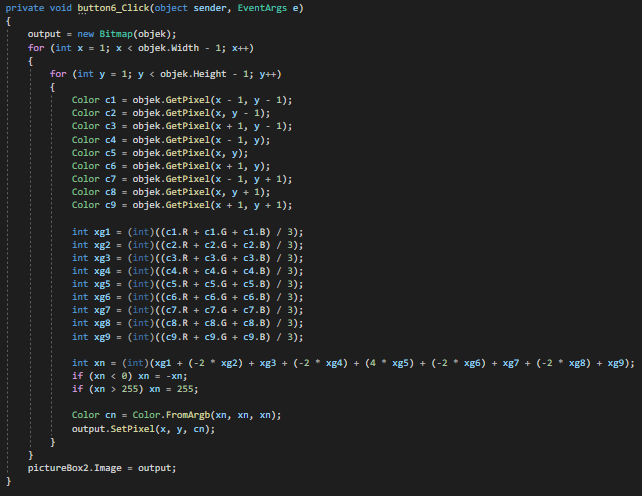 private void button6_Click(object sender, EventArgs e)
{
    output = new Bitmap(objek);
    for (int x = 1; x < objek.Width - 1; x++)
    {
        for (int y = 1; y < objek.Height - 1; y++)
        {
            Color c1 = objek.GetPixel(x - 1, y - 1);
            Color c2 = objek.GetPixel(x, y - 1);
            Color c3 = objek.GetPixel(x + 1, y - 1);
            Color c4 = objek.GetPixel(x - 1, y);
            Color c5 = objek.GetPixel(x, y);
            Color c6 = objek.GetPixel(x + 1, y);
            Color c7 = objek.GetPixel(x - 1, y + 1);
            Color c8 = objek.GetPixel(x, y + 1);
            Color c9 = objek.GetPixel(x + 1, y + 1);

            int xg1 = (int)((c1.R + c1.G + c1.B) / 3);
            int xg2 = (int)((c2.R + c2.G + c2.B) / 3);
            int xg3 = (int)((c3.R + c3.G + c3.B) / 3);
            int xg4 = (int)((c4.R + c4.G + c4.B) / 3);
            int xg5 = (int)((c5.R + c5.G + c5.B) / 3);
            int xg6 = (int)((c6.R + c6.G + c6.B) / 3);
            int xg7 = (int)((c7.R + c7.G + c7.B) / 3);
            int xg8 = (int)((c8.R + c8.G + c8.B) / 3);
            int xg9 = (int)((c9.R + c9.G + c9.B) / 3);

            int xn = (int)(xg1 + (-2 * xg2) + xg3 + (-2 * xg4) + (4 * xg5) + (-2 * xg6) + xg7 + (-2 * xg8) + xg9);
            if (xn < 0) xn = -xn;
            if (xn > 255) xn = 255;

            Color cn = Color.FromArgb(xn, xn, xn);
            output.SetPixel(x, y, cn);
        }
    }
    pictureBox2.Image = output;
}